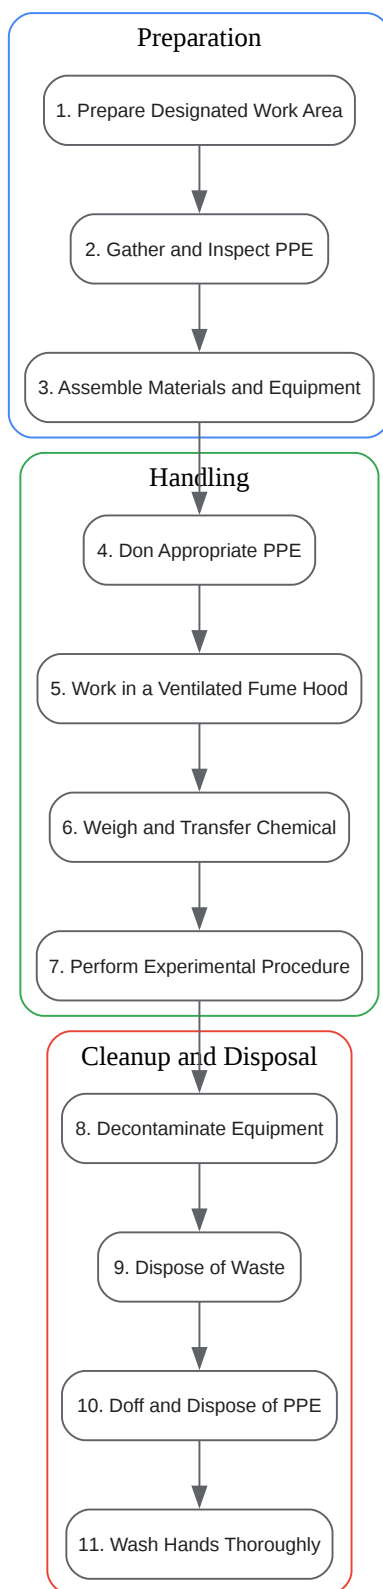 Preparation
1. Prepare Designated Work Area
2. Gather and Inspect PPE
3. Assemble Materials and Equipment
Handling
4. Don Appropriate PPE
5. Work in a Ventilated Fume Hood
6. Weigh and Transfer Chemical
7. Perform Experimental Procedure
Cleanup and Disposal
8. Decontaminate Equipment
9. Dispose of Waste
10. Doff and Dispose of PPE
11. Wash Hands Thoroughly